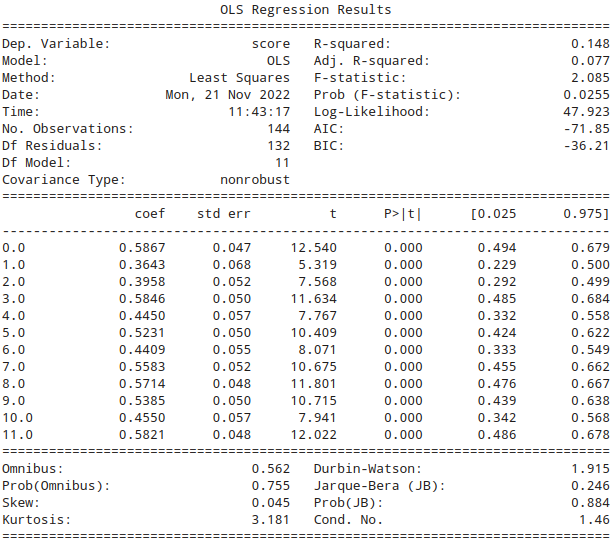 OLS Regression Results
==============================================================================
Dep. Variable:                  score   R-squared:                       0.148
Model:                            OLS   Adj. R-squared:                  0.077
Method:                 Least Squares   F-statistic:                     2.085
Date:                Mon, 21 Nov 2022   Prob (F-statistic):             0.0255
Time:                        11:43:17   Log-Likelihood:                 47.923
No. Observations:                 144   AIC:                            -71.85
Df Residuals:                     132   BIC:                            -36.21
Df Model:                          11
Covariance Type:            nonrobust
==============================================================================
                 coef    std err          t      P>|t|      [0.025      0.975]
------------------------------------------------------------------------------
0.0            0.5867      0.047     12.540      0.000       0.494       0.679
1.0            0.3643      0.068      5.319      0.000       0.229       0.500
2.0            0.3958      0.052      7.568      0.000       0.292       0.499
3.0            0.5846      0.050     11.634      0.000       0.485       0.684
4.0            0.4450      0.057      7.767      0.000       0.332       0.558
5.0            0.5231      0.050     10.409      0.000       0.424       0.622
6.0            0.4409      0.055      8.071      0.000       0.333       0.549
7.0            0.5583      0.052     10.675      0.000       0.455       0.662
8.0            0.5714      0.048     11.801      0.000       0.476       0.667
9.0            0.5385      0.050     10.715      0.000       0.439       0.638
10.0           0.4550      0.057      7.941      0.000       0.342       0.568
11.0           0.5821      0.048     12.022      0.000       0.486       0.678
==============================================================================
Omnibus:                        0.562   Durbin-Watson:                   1.915
Prob(Omnibus):                  0.755   Jarque-Bera (JB):                0.246
Skew:                           0.045   Prob(JB):                        0.884
Kurtosis:                       3.181   Cond. No.                         1.46
==============================================================================